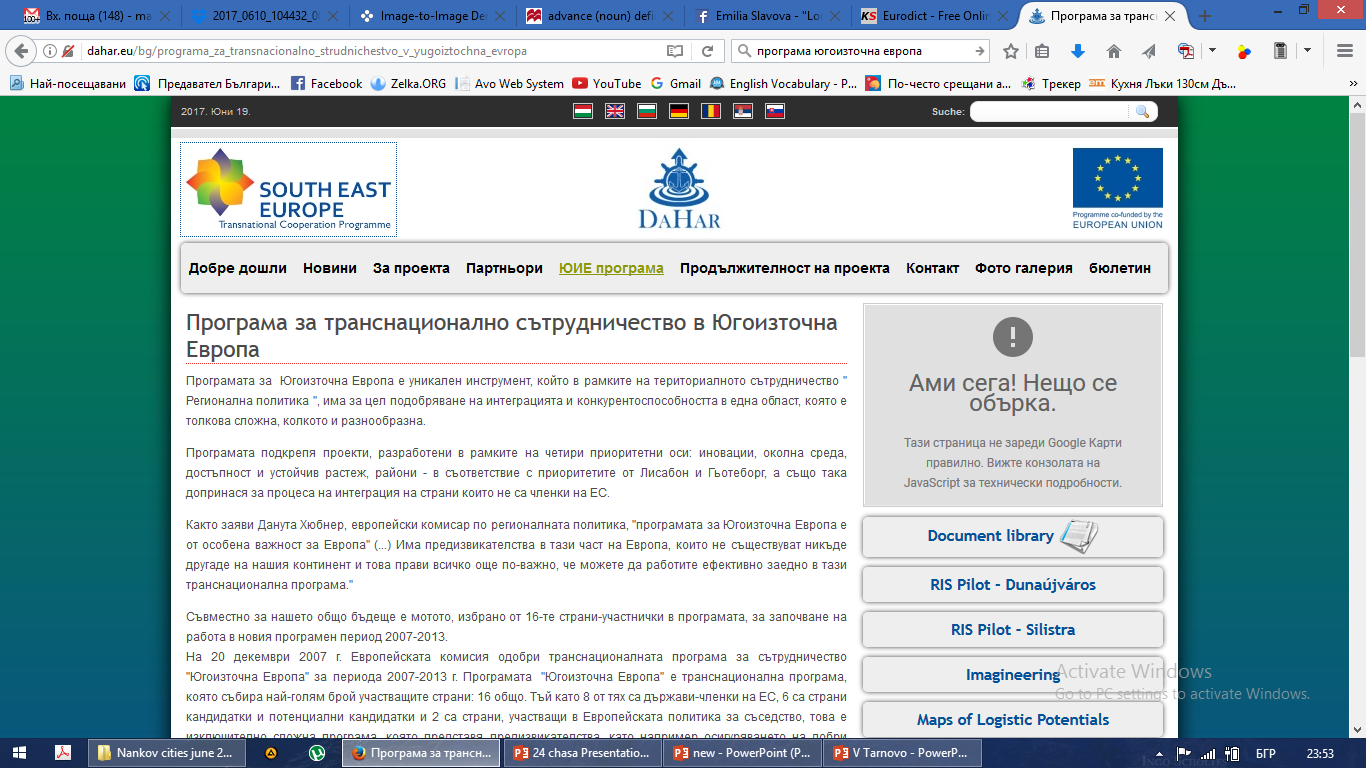 Вх. поща (148) - ma
2017_0610_104432_0
Image-to-Image De
advance (noun) defi
Emilia Slavova - "Lo
Eurodict - Free Onlin
Програма за транс
dahar.eu/bg/programa_za_transnacionalno_strudnichestvo_v_yugoiztochna_evropa
програма югоизточна европа
Най-посещавани
Предавател Българи...
Facebook
Zelka.ORG
Avo Web System
YouTube
Gmail
English Vocabulary - P...
По-често срещани а...
Трекер
Кухня Лъки 130см Дъ...
2017. Юни 19.
Suche:
SOUTH EAST
EUROPE
Transnational Cooperation Programme
DAHAR
Programme co-funded by the
EUROPEAN UNION
Добре дошли Новини За проекта Партньори ЮИЕ програма Продължителност на проекта Контакт Фото галерия бюлетин
Програма за транснационално сътрудничество в Югоизточна
Европа
Програмата за Югоизточна Европа е уникален инструмент, който в рамките на териториалното сътрудничество "
Регионална политика ", има за цел подобряване на интеграцията и конкурентоспособността в една област, която е
толкова сложна, колкото и разнообразна.
Програмата подкрепя проекти, разработени в рамките на четири приоритетни оси: иновации, околна среда,
достъпност и устойчив растеж, райони - в съответствие с приоритетите от Лисабон и Гьотеборг, а също така
допринася за процеса на интеграция на страни които не са членки на ЕС.
Както заяви Данута Хюбнер, европейски комисар по регионалната политика, "програмата за Югоизточна Европа е
от особена важност за Европа" (...) Има предизвикателства в тази част на Европа, които не съществуват никъде
другаде на нашия континент и това прави всичко още по-важно, че можете да работите ефективно заедно в тази
транснационална програма."
Съвместно за нашето общо бъдеще е мотото, избрано от 16-те страни-участнички в програмата, за започване на
работа в новия програмен период 2007-2013.
На 20 декември 2007 г. Европейската комисия одобри транснационалната програма за сътрудничество
"Югоизточна Европа" за периода 2007-2013 г. Програмата "Югоизточна Европа" е транснационална програма,
която събира най-голям брой участващите страни: 16 общо. Тъй като 8 от тях са държави-членки на ЕС, 6 са страни
кандидатки и потенциални кандидатки и 2 са страни, участващи в Европейската политика за съседство, това е
изключително сложна програма, която представя предизвикателства, като например осигуряването на добри
Ами сега! Нещо се
обърка.
Тази страница не зареди Google Карти
правилно. Вижте конзолата на
JavaScript за технически подробности.
Document library
RIS Pilot - Dunaújváros
RIS Pilot - Silistra
Imagineering
Maps of Logistic Potentials
Activate Windows
Go to PC settings to activate Windows.
Nankov cities june 2...
Програма за трансн...
24 chasa Presentatio...
new - PowerPoint (P...
V Tarnovo - PowerP...
БГР
23:53